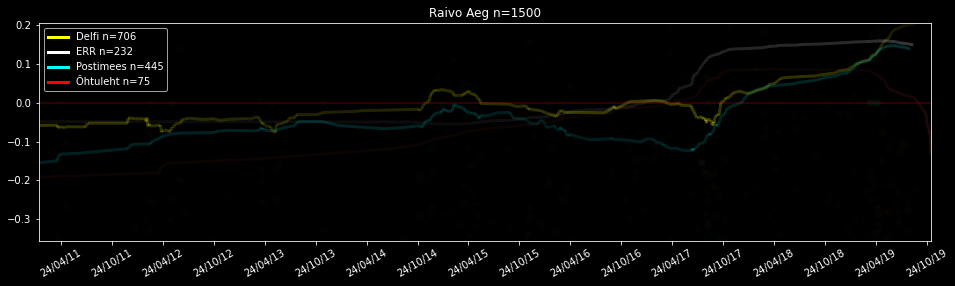 Raivo Aeg n=1500
Delfi n=706
ERR n=232
Postimees n=445
Õhtuleht n=75
0.2
0.1
0.0
−0.1
−0.2
−0.3
24/04/11 24/10/11 24/04/12 24/10/12 24/04/13 24/10/13 24/04/14 24/10/14 24/04/15 24/10/15 24/04/16 24/10/16 24/04/17 24/10/17 24/04/18 24/10/18 24/04/19 24/10/19